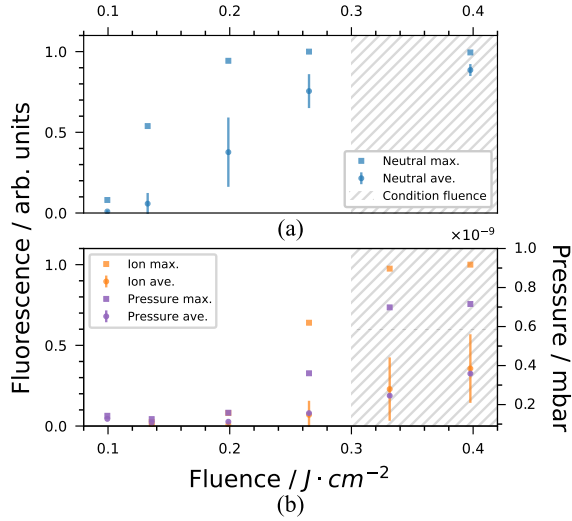 0.1 0.2 0.3 0.4
1.0
0.5
0.0
Neutral max.
Neutral ave.
Condition fluence
(a)
×10⁻⁹
Fluorescence / arb. units
1.0
0.5
0.0
Ion max.
Ion ave.
Pressure max.
Pressure ave.
1.0
0.8
0.6
0.4
0.2
Pressure / mbar
0.1 0.2 0.3 0.4
Fluence / J · cm⁻²
(b)